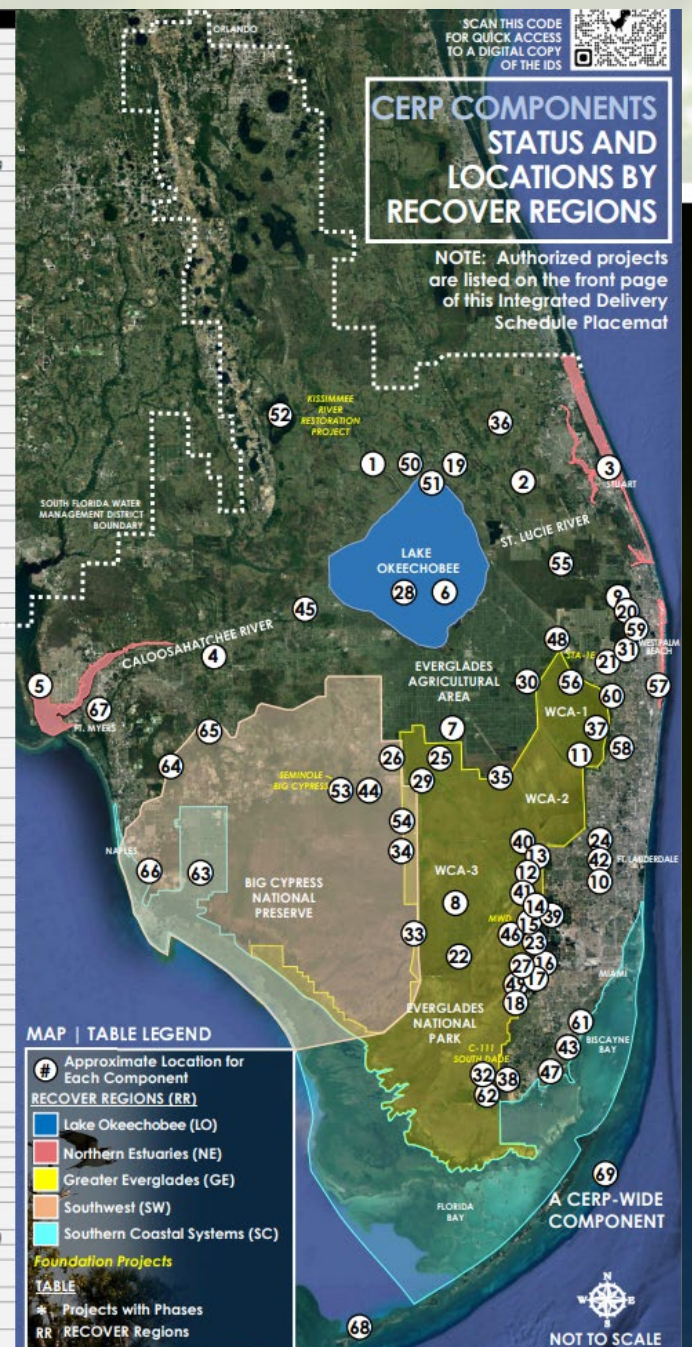 ORLANDO
SCAN THIS CODE
FOR QUICK ACCESS
TO A DIGITAL COPY
OF THE IDS
CERP COMPONENTS
STATUS AND
LOCATIONS BY
RECOVER REGIONS
NOTE: Authorized projects
are listed on the front page
of this Integrated Delivery
Schedule Placemat
52
KISSIMMEE
RIVER
RESTORATION
PROJECT
36
1
50
19
51
2
3
STUART
SOUTH FLORIDA WATER
MANAGEMENT DISTRICT
BOUNDARY
ST. LUCIE RIVER
LAKE
OKEECHOBEE
28
6
55
45
CALOOSAHATCHEE RIVER
4
9
20
59
31
WEST PALM
BEACH
48
STA-1E
21
5
67
FT. MYERS
EVERGLADES
AGRICULTURAL
AREA
30
56
60
57
WCA-1
37
65
7
11
58
64
26
25
SEMINOLE
BIG CYPRESS
53
44
29
35
WCA-2
54
34
40
13
24
42
FT. LAUDERDALE
10
NAPLES
66
63
BIG CYPRESS
NATIONAL
PRESERVE
WCA-3
12
41
8
14
39
MWD
15
46
33
23
22
27
16
17
49
18
MIAMI
EVERGLADES
NATIONAL
PARK
61
BISCAYNE
BAY
43
C-111
SOUTH DADE
32
38
47
62
69
A CERP-WIDE
COMPONENT
FLORIDA
BAY
68
MAP | TABLE LEGEND
# Approximate Location for
Each Component
RECOVER REGIONS (RR)
Lake Okeechobee (LO)
Northern Estuaries (NE)
Greater Everglades (GE)
Southwest (SW)
Southern Coastal Systems (SC)
Foundation Projects
TABLE
* Projects with Phases
RR RECOVER Regions
N
W E
S
NOT TO SCALE